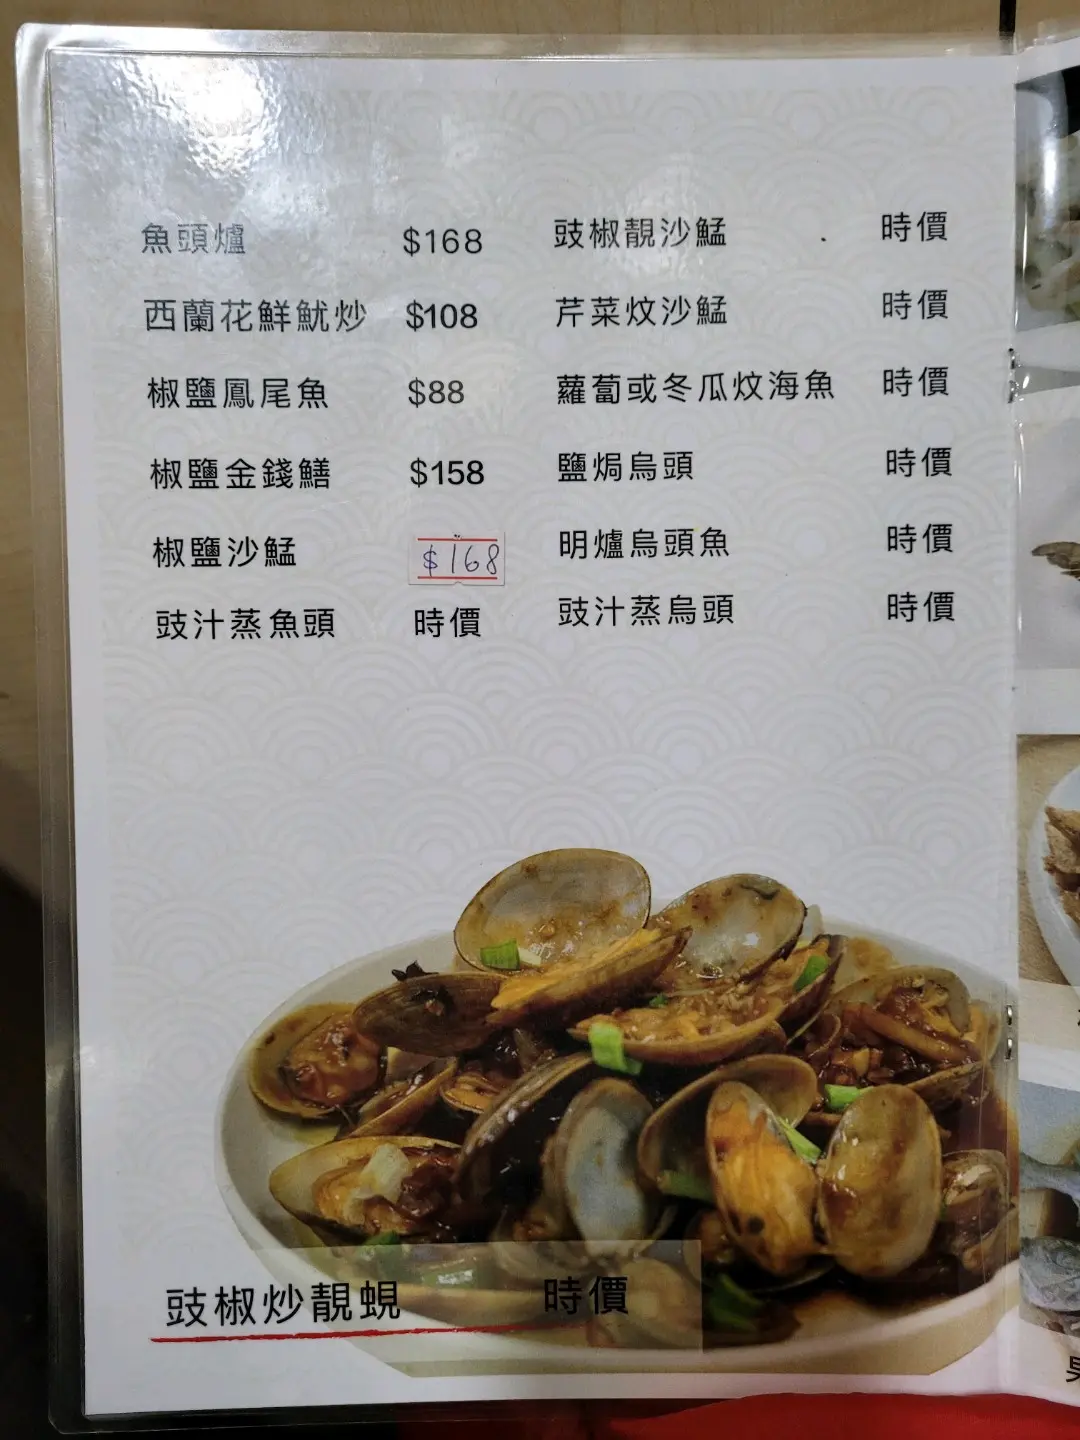 魚頭爐 $168
西蘭花鮮魷炒 $108
椒鹽鳳尾魚 $88
椒鹽金錢鱔 $158
椒鹽沙鯭 $168
豉汁蒸魚頭 時價
豉椒靚沙鯭 時價
芹菜炆沙鯭 時價
蘿蔔或冬瓜炆海魚 時價
鹽焗烏頭 時價
明爐烏頭魚 時價
豉汁蒸烏頭 時價
豉椒炒靚蜆 時價